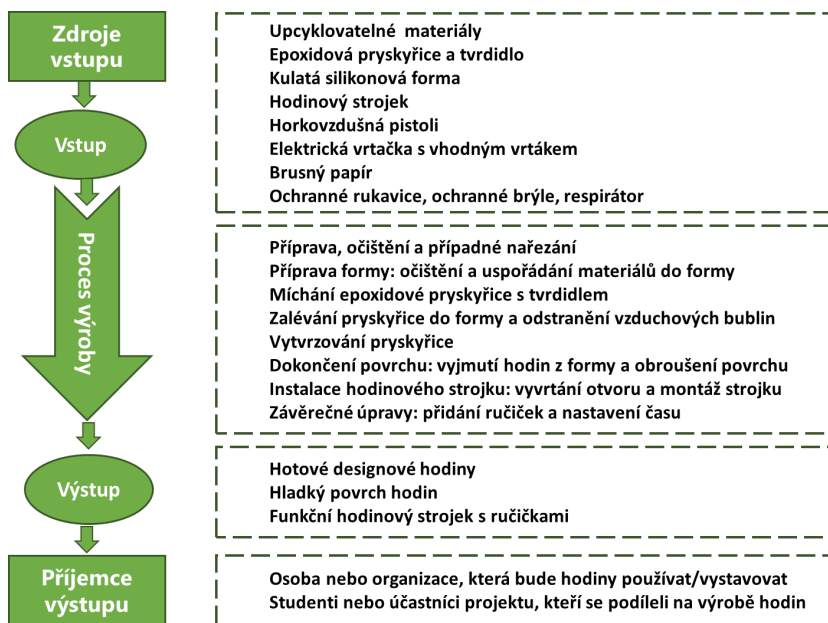 Zdroje
vstupu
Upcyklovatelné materiály
Epoxidová pryskyřice a tvrdidlo
Kulatá silikonová forma
Hodinový strojek
Horkovzdušná pistoli
Elektrická vrtačka s vhodným vrtákem
Brusný papír
Ochranné rukavice, ochranné brýle, respirátor
Vstup
Proces výroby
Příprava, očištění a případné nařezání
Příprava formy: očištění a uspořádání materiálů do formy
Míchání epoxidové pryskyřice s tvrdidlem
Zalévání pryskyřice do formy a odstranění vzduchových bublin
Vytvrzování pryskyřice
Dokončení povrchu: vyjmutí hodin z formy a obroušení povrchu
Instalace hodinového strojku: vyvrtání otvoru a montáž strojku
Závěrečné úpravy: přidání ručiček a nastavení času
Výstup
Hotové designové hodiny
Hladký povrch hodin
Funkční hodinový strojek s ručičkami
Příjemce
výstupu
Osoba nebo organizace, která bude hodiny používat/vystavovat
Studenti nebo účastníci projektu, kteří se podíleli na výrobě hodin